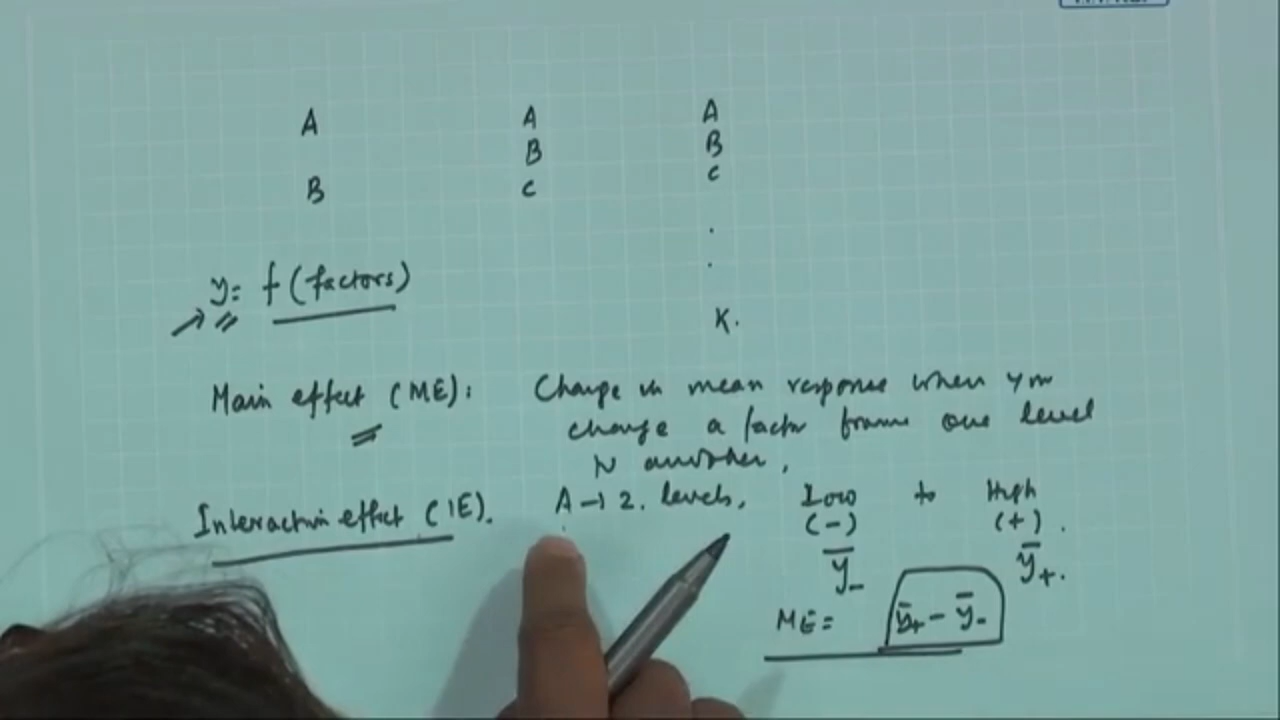 A A A
B B
B C C
.
y = f (factors)
.
K.
Main effect (ME): Change in mean response when you
change a factor frame one level
to another,
Interaction effect (IE). A → 2. levels, Low to High
(-) (+) .
ȳ- ȳ+.
ME = ȳ+ - ȳ-